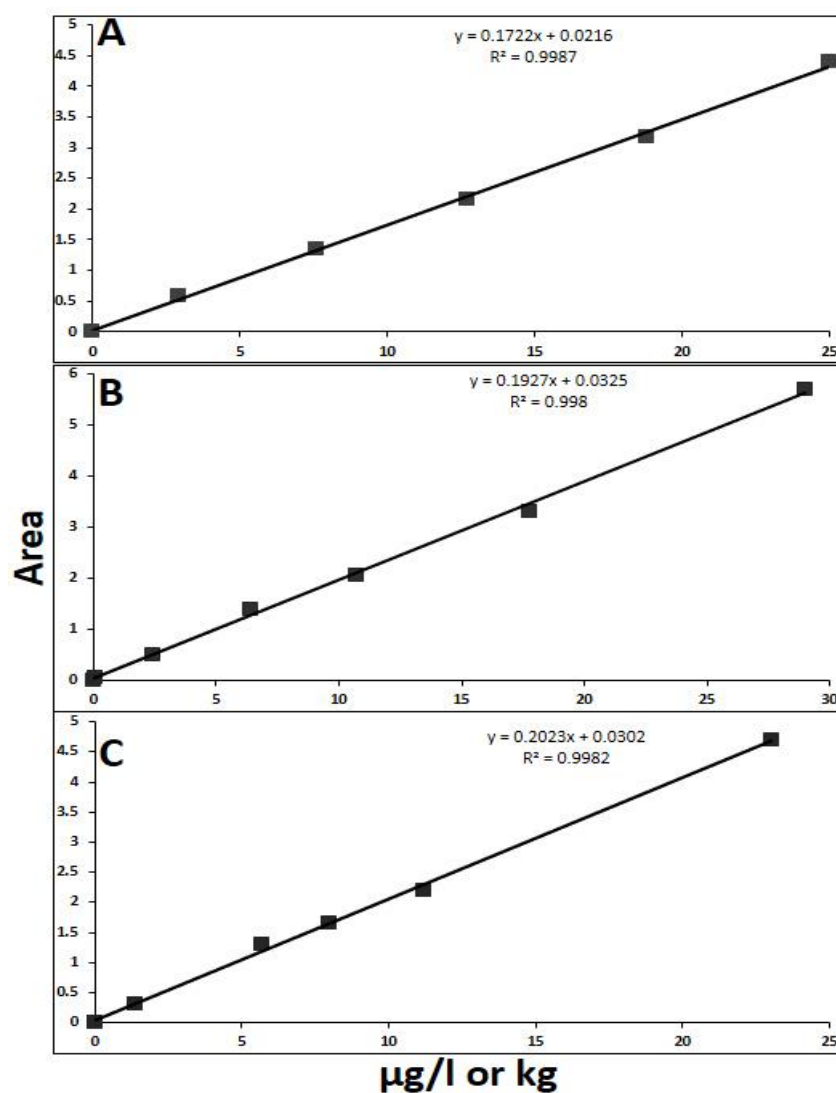 A
y = 0.1722x + 0.0216
R² = 0.9987
5
4.5
4
3.5
3
2.5
2
1.5
1
0.5
0
0 5 10 15 20 25
B
y = 0.1927x + 0.0325
R² = 0.998
6
5
4
3
2
1
0
0 5 10 15 20 25 30
Area
C
y = 0.2023x + 0.0302
R² = 0.9982
5
4.5
4
3.5
3
2.5
2
1.5
1
0.5
0
0 5 10 15 20 25
µg/l or kg